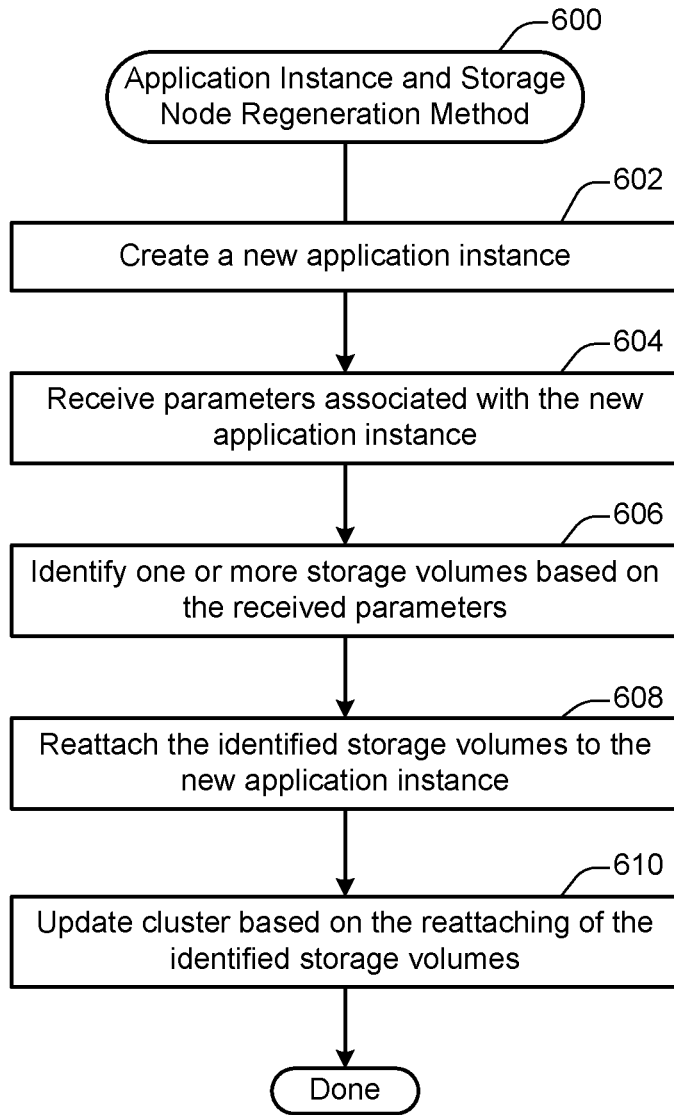 600
Application Instance and Storage
Node Regeneration Method
602
Create a new application instance
604
Receive parameters associated with the new
application instance
606
Identify one or more storage volumes based on
the received parameters
608
Reattach the identified storage volumes to the
new application instance
610
Update cluster based on the reattaching of the
identified storage volumes
Done